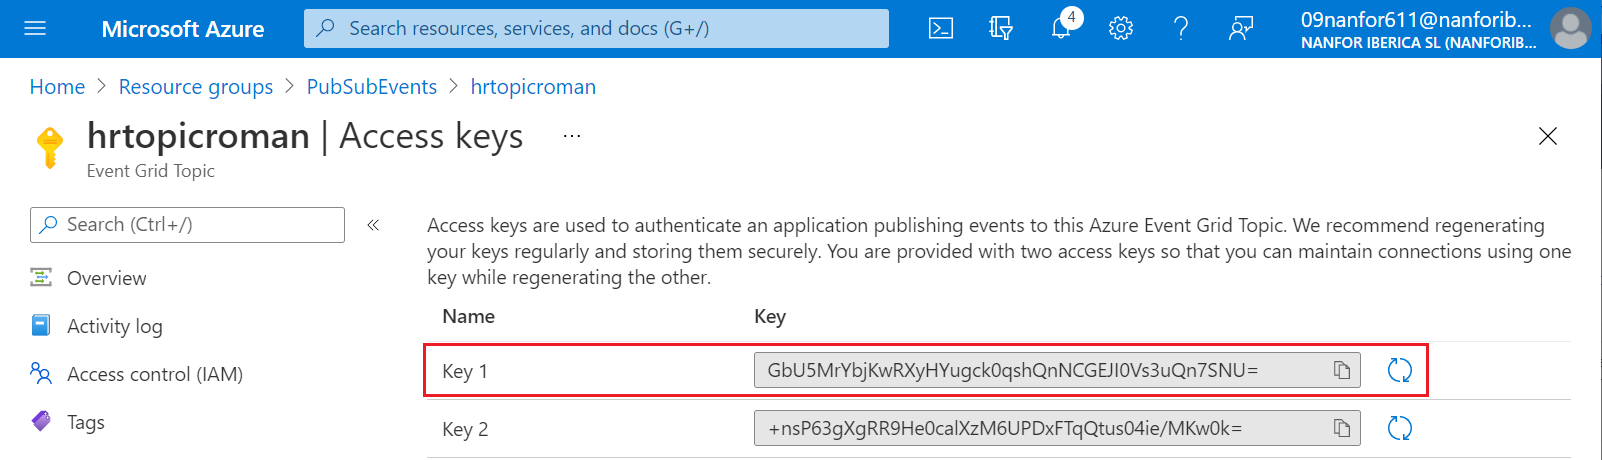 Microsoft Azure
Search resources, services, and docs (G+/)
4
09nanfor611@nanforib...
NANFOR IBERICA SL (NANFORIB...
Home > Resource groups > PubSubEvents > hrtopicroman
hrtopicroman | Access keys ...
Event Grid Topic
Search (Ctrl+/)
Overview
Activity log
Access control (IAM)
Tags
Access keys are used to authenticate an application publishing events to this Azure Event Grid Topic. We recommend regenerating
your keys regularly and storing them securely. You are provided with two access keys so that you can maintain connections using one
key while regenerating the other.
Name Key
Key 1 GbU5MrYbjKwRXyHYugck0qshQnNCGEJI0Vs3uQn7SNU=
Key 2 +nsP63gXgRR9He0calXzM6UPDxFTqQtus04ie/MKw0k=